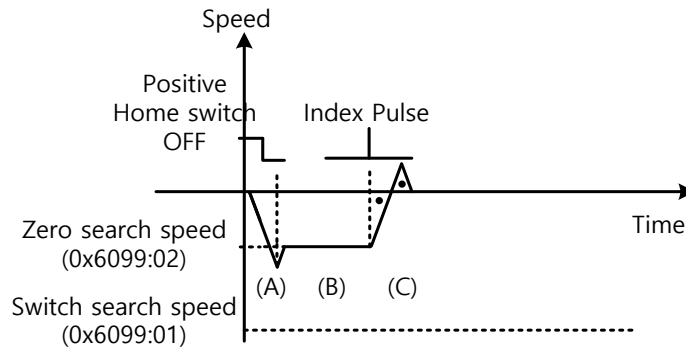 Speed
Positive
Home switch
OFF
Index Pulse
Time
Zero search speed
(0x6099:02)
(A)
(B)
(C)
Switch search speed
(0x6099:01)